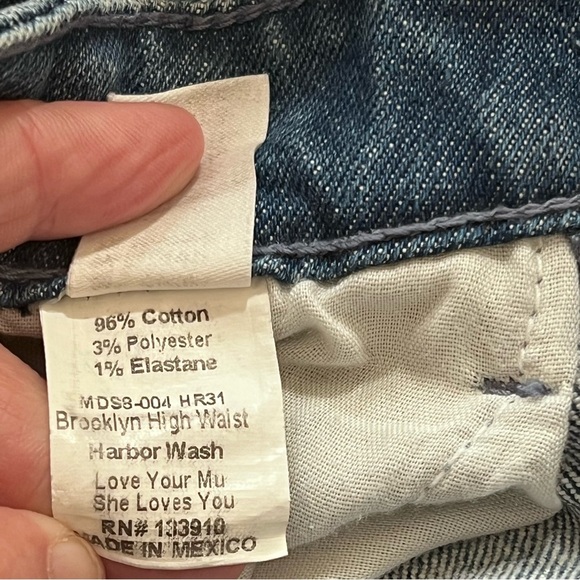 96% Cotton
3% Polyester
1% Elastane
MDS8-004 HR31
Brooklyn High Waist
Harbor Wash
Love Your Mu
She Loves You
RN# 133910
MADE IN MEXICO